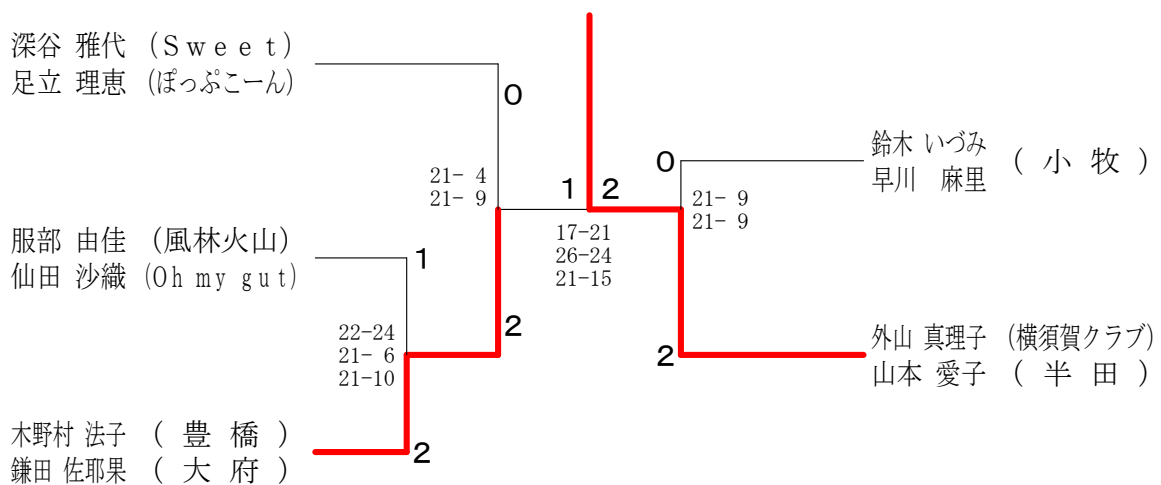 深谷 雅代 (Ｓｗｅｅｔ)
足立 理恵 (ぽっぷこーん)
0
21- 4
21- 9
服部 由佳 (風林火山)
仙田 沙織 (Oh my gut)
1
22-24
21- 6
21-10
2
木野村 法子 ( 豊 橋 )
鎌田 佐耶果 ( 大 府 )
2
1
2
17-21
26-24
21-15
鈴木 いづみ ( 小 牧 )
早川 麻里
0
21- 9
21- 9
外山 真理子 (横須賀クラブ)
山本 愛子 ( 半 田 )
2